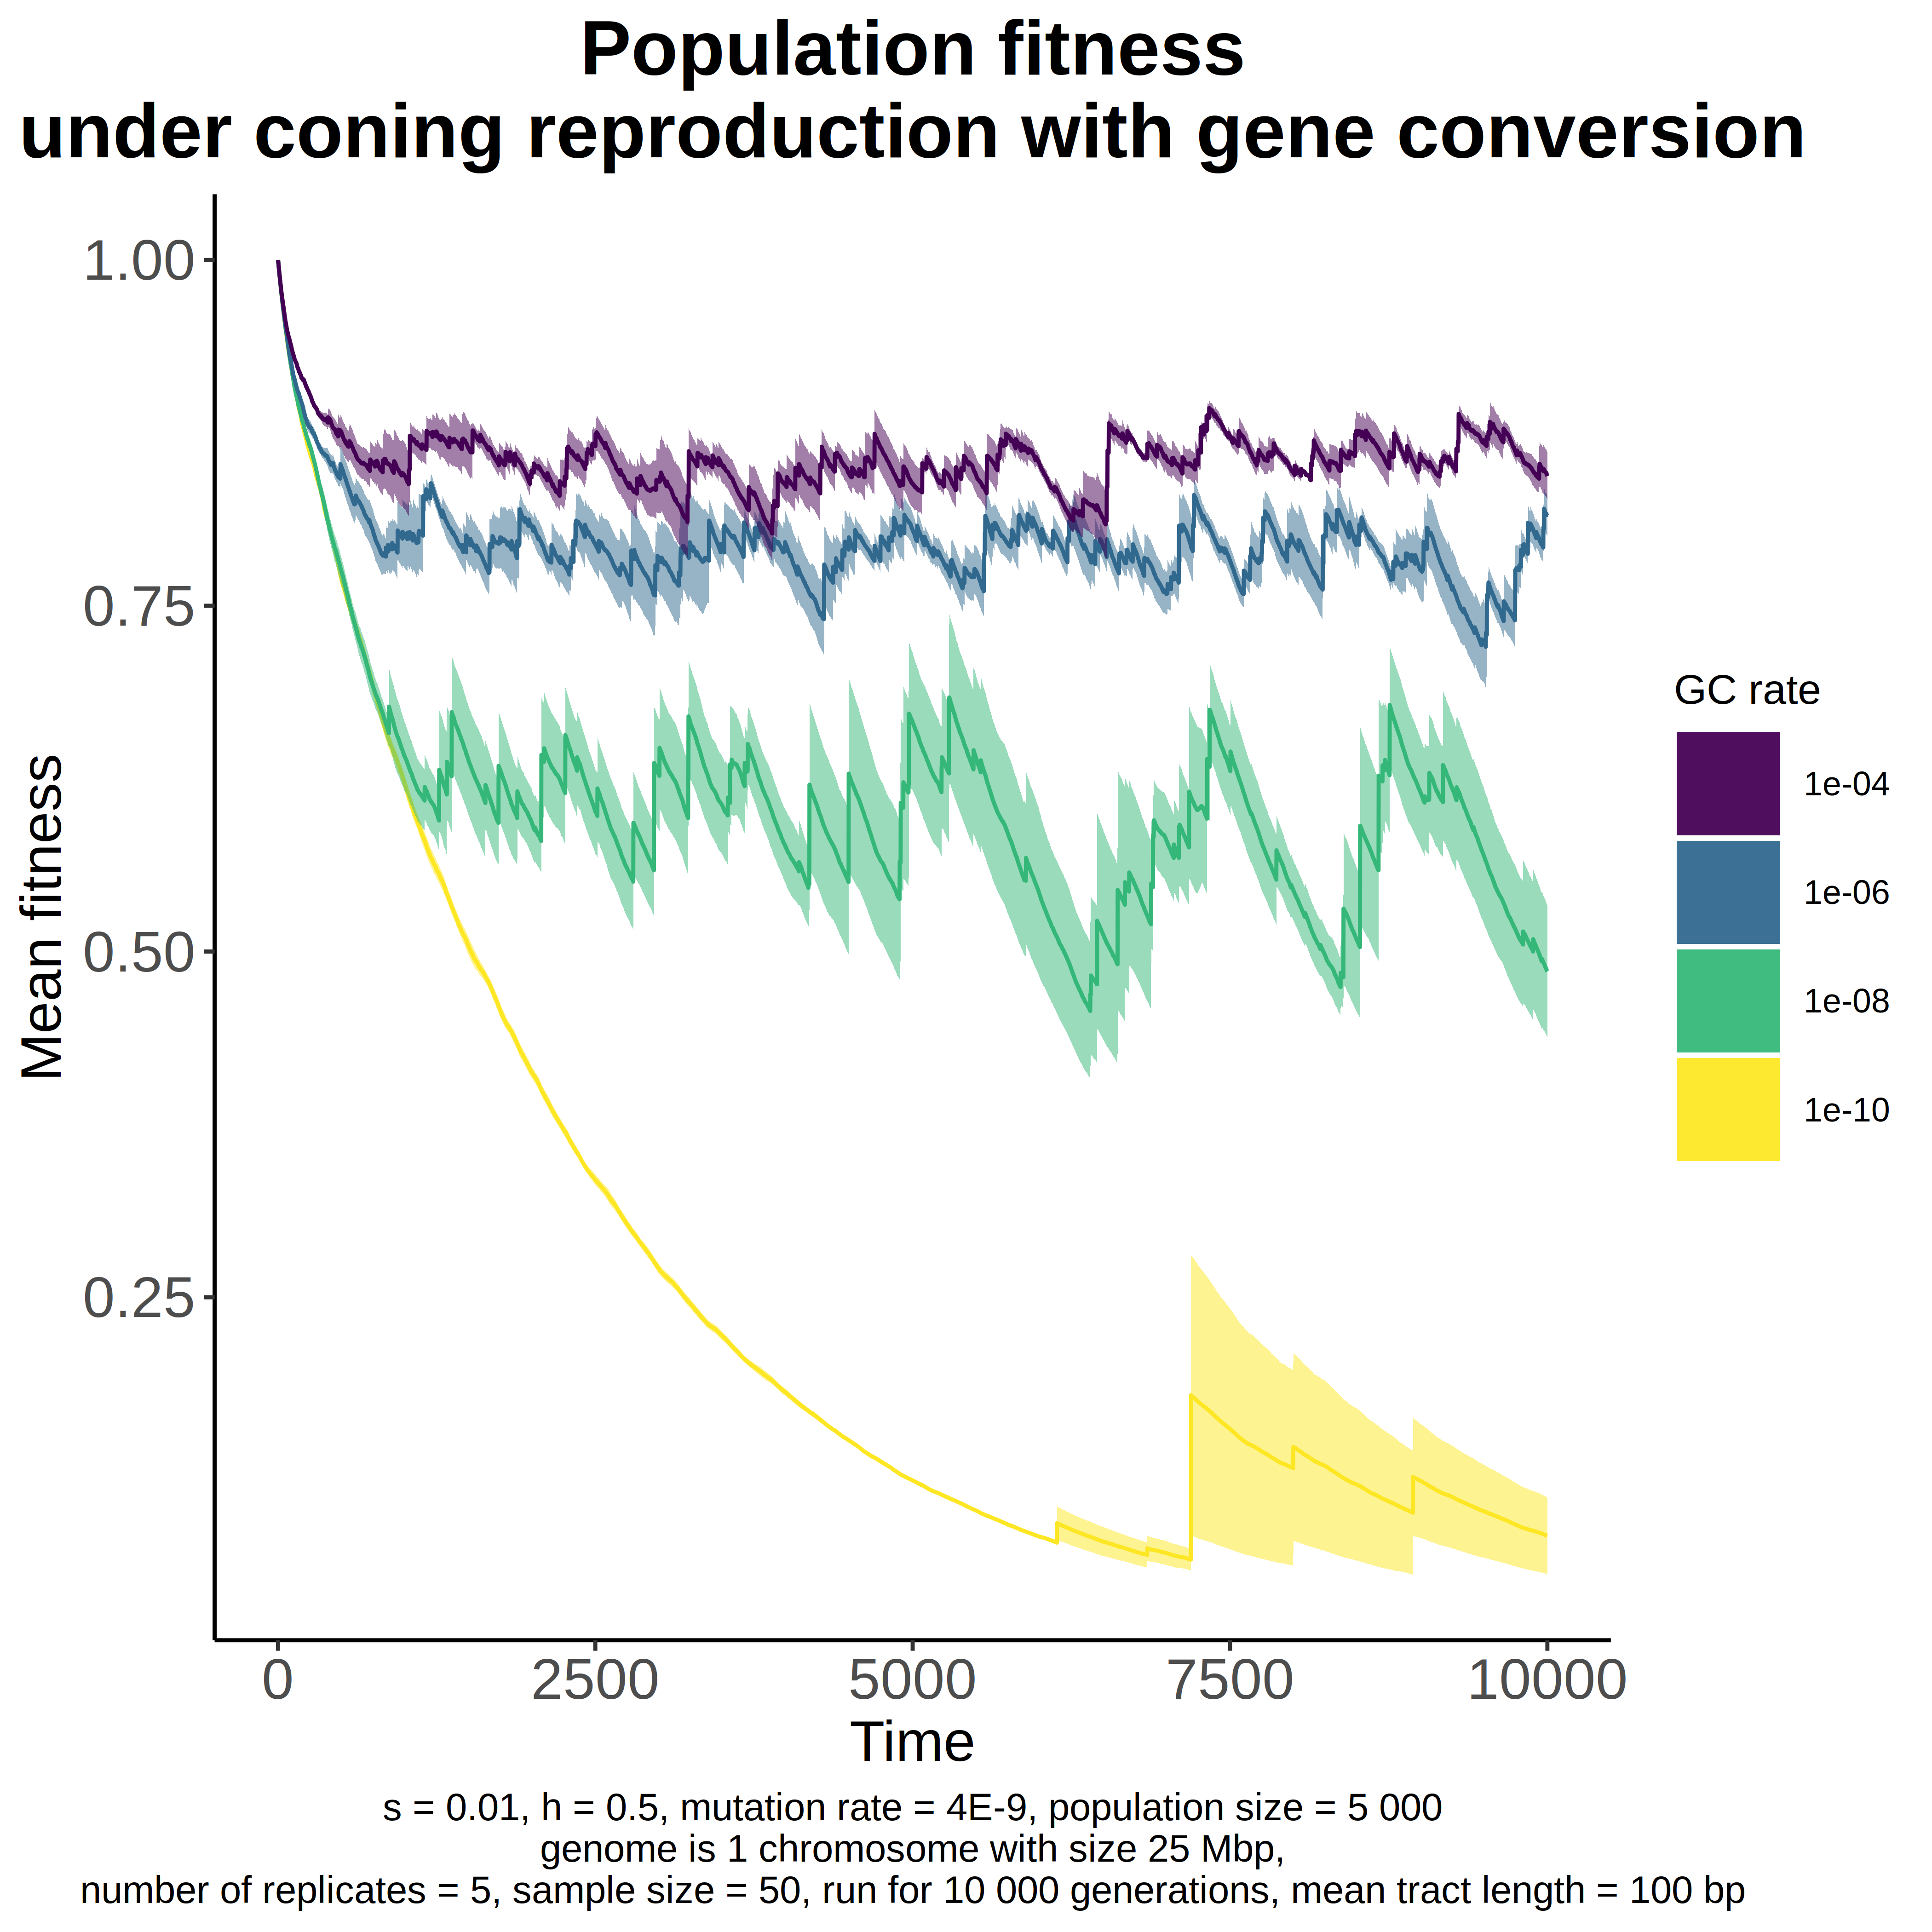 Population fitness
under coning reproduction with gene conversion
1.00
0.75
0.50
0.25
Mean fitness
0
2500
5000
7500
10000
Time
GC rate
1e-04
1e-06
1e-08
1e-10
s = 0.01, h = 0.5, mutation rate = 4E-9, population size = 5 000
genome is 1 chromosome with size 25 Mbp,
number of replicates = 5, sample size = 50, run for 10 000 generations, mean tract length = 100 bp